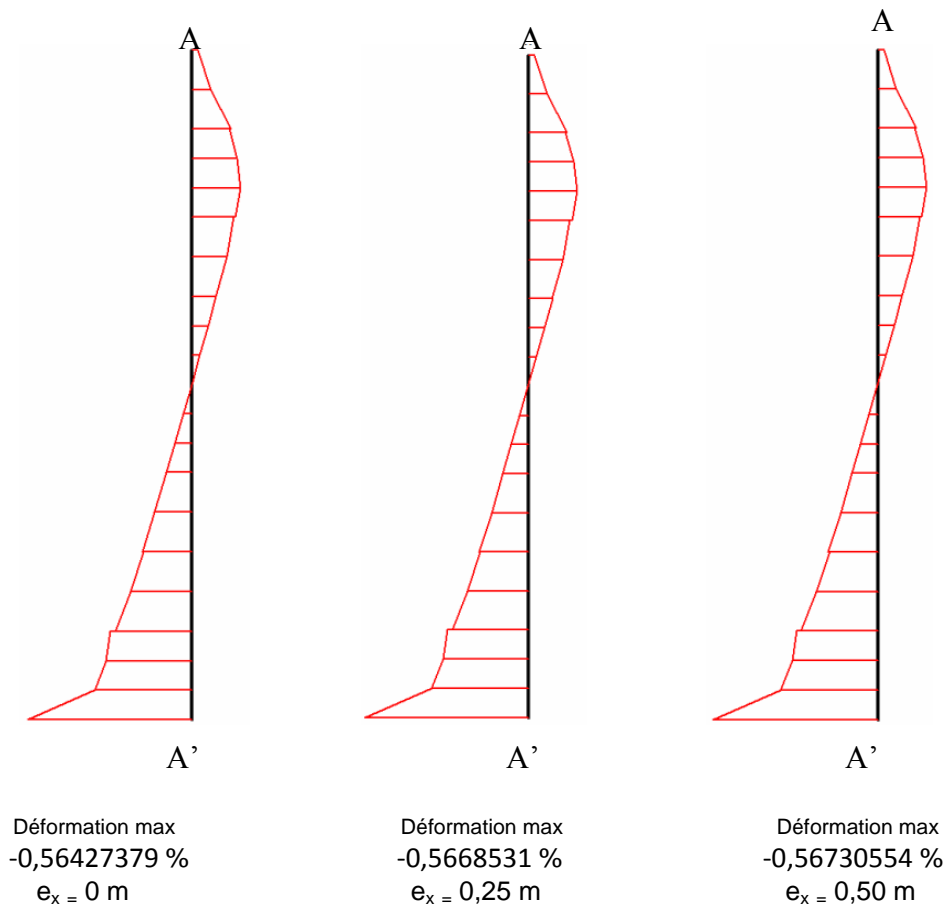 A
A
A
A’
A’
A’
Déformation max
-0,56427379 %
eₓ = 0 m
Déformation max
-0,5668531 %
eₓ = 0,25 m
Déformation max
-0,56730554 %
eₓ = 0,50 m